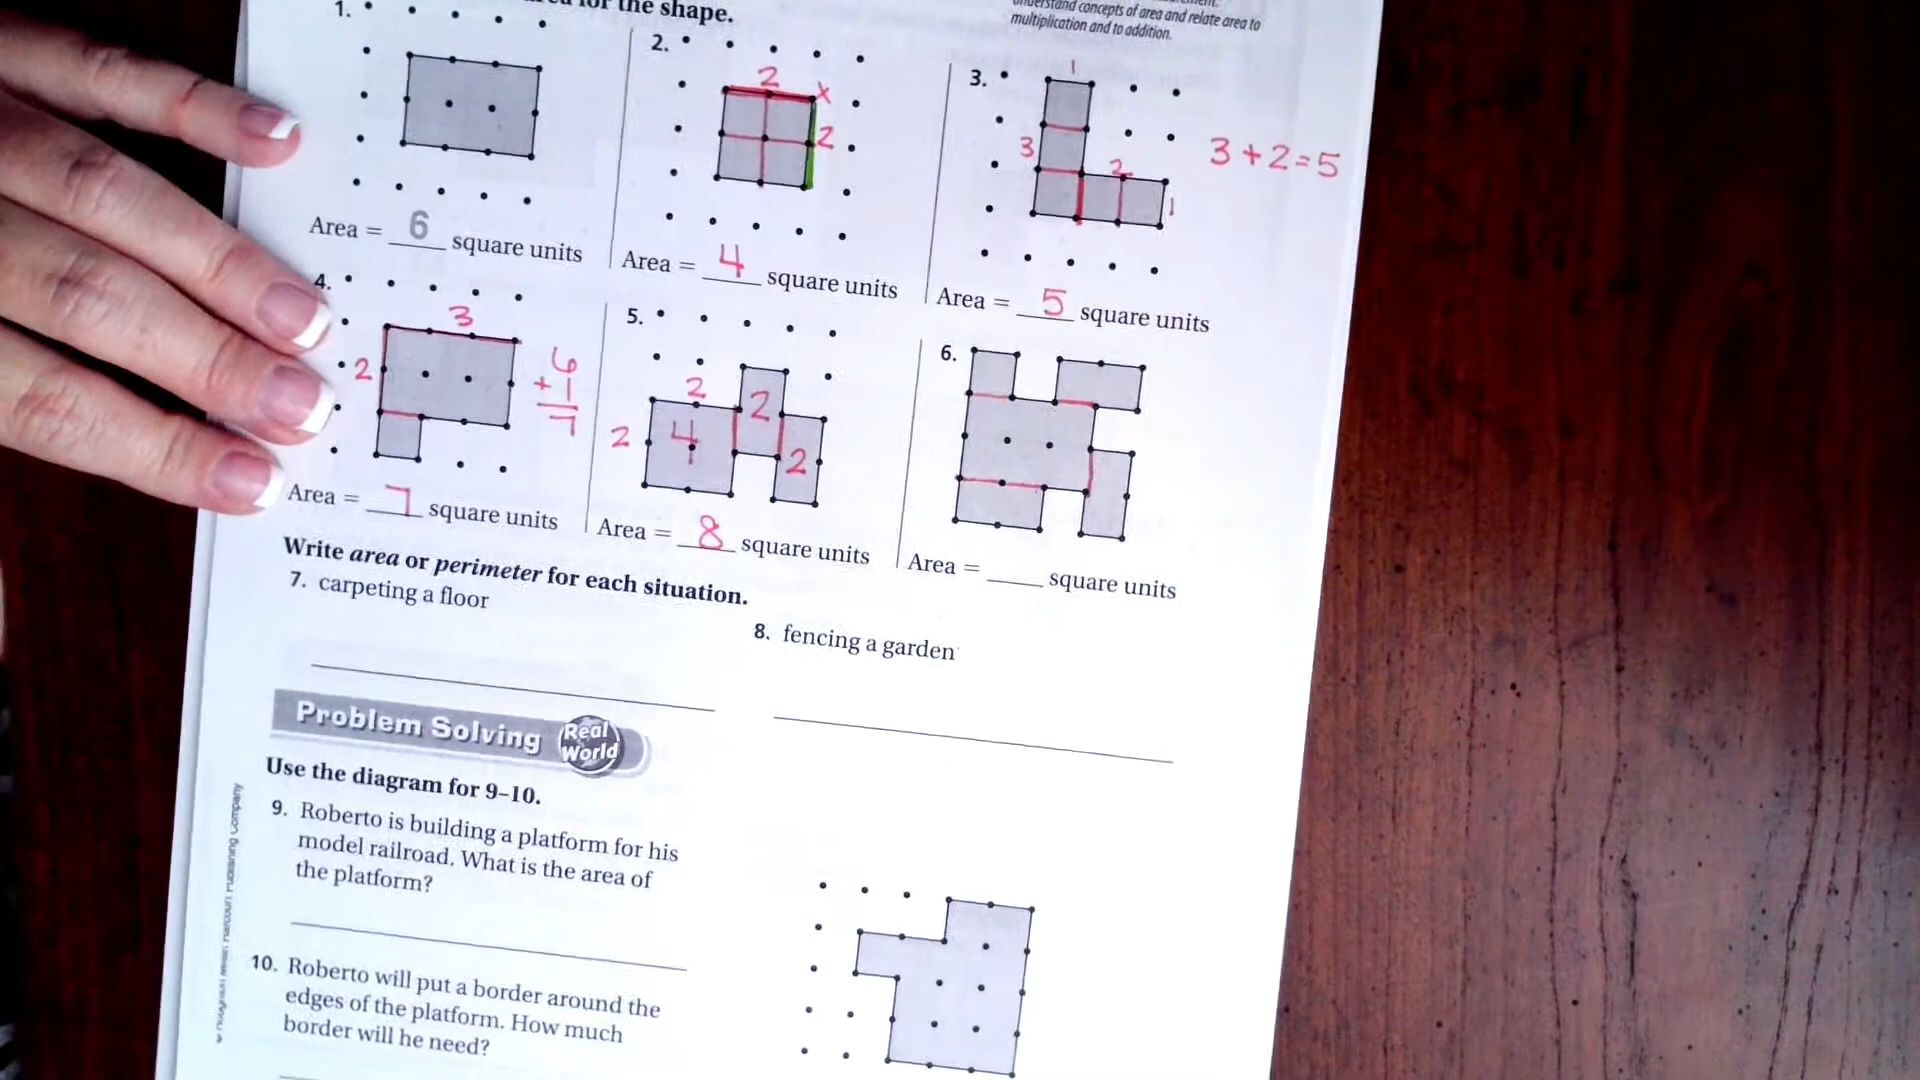 for the shape.
understand concepts of area and relate area to
multiplication and to addition.
1.
2.
2
x
2
3.
1
3
2
1
3+2=5
Area = 6 square units
Area = 4 square units
Area = 5 square units
4.
3
2
6
+1
7
5.
2
2
4
2
2
6.
Area = 7 square units
Area = 8 square units
Area = ____ square units
Write area or perimeter for each situation.
7. carpeting a floor
8. fencing a garden
Problem Solving Real World
Use the diagram for 9–10.
9. Roberto is building a platform for his
model railroad. What is the area of
the platform?
10. Roberto will put a border around the
edges of the platform. How much
border will he need?
Harcourt Publishing Company